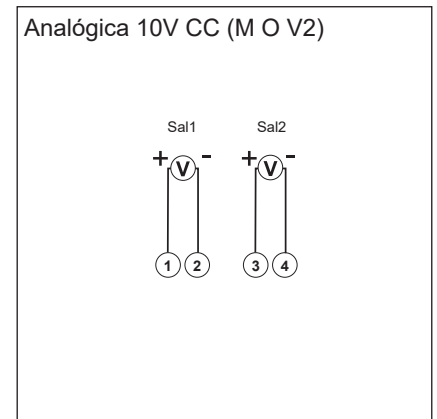 Analógica 10V CC (M O V2)
Sal1 Sal2
+ V - + V -
1 2 3 4